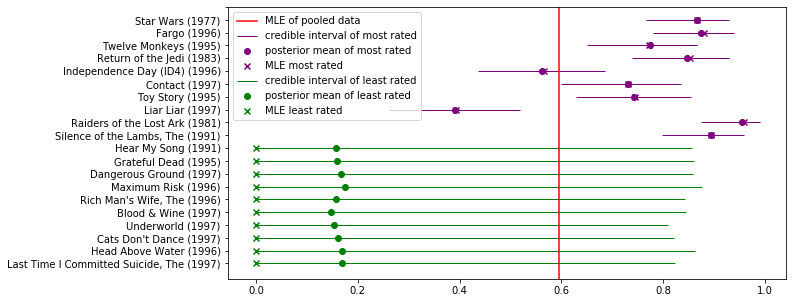 Star Wars (1977)
Fargo (1996)
Twelve Monkeys (1995)
Return of the Jedi (1983)
Independence Day (ID4) (1996)
Contact (1997)
Toy Story (1995)
Liar Liar (1997)
Raiders of the Lost Ark (1981)
Silence of the Lambs, The (1991)
Hear My Song (1991)
Grateful Dead (1995)
Dangerous Ground (1997)
Maximum Risk (1996)
Rich Man's Wife, The (1996)
Blood & Wine (1997)
Underworld (1997)
Cats Don't Dance (1997)
Head Above Water (1996)
Last Time I Committed Suicide, The (1997)
MLE of pooled data
credible interval of most rated
posterior mean of most rated
MLE most rated
credible interval of least rated
posterior mean of least rated
MLE least rated
0.0 0.2 0.4 0.6 0.8 1.0